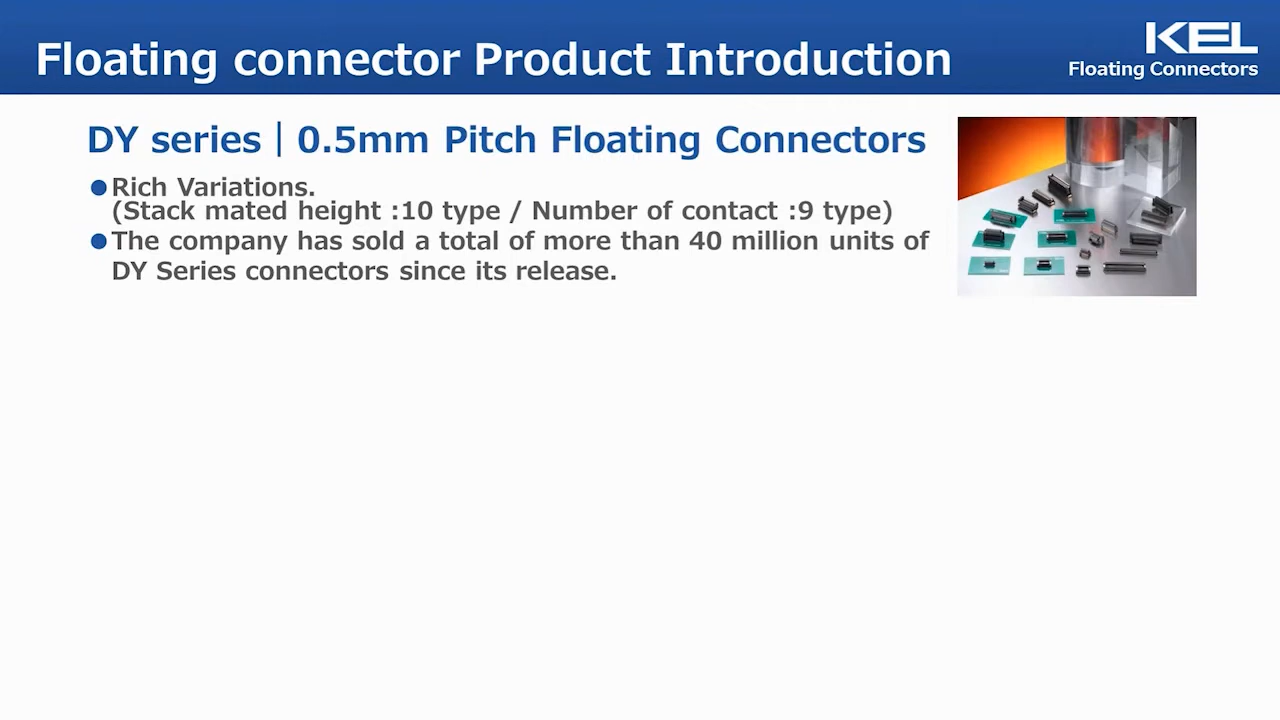 Floating connector Product Introduction
KEL
Floating Connectors
DY series｜0.5mm Pitch Floating Connectors
●Rich Variations.
(Stack mated height :10 type / Number of contact :9 type)
●The company has sold a total of more than 40 million units of
DY Series connectors since its release.